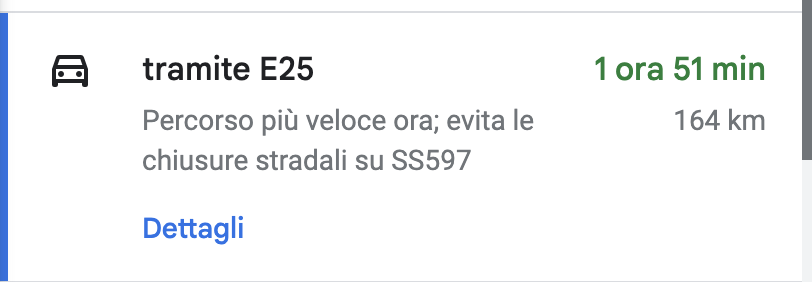 tramite E25
1 ora 51 min
Percorso più veloce ora; evita le
164 km
chiusure stradali su SS597
Dettagli